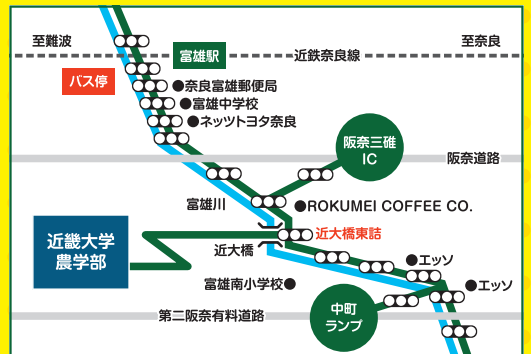 至難波
至奈良
富雄駅
近鉄奈良線
バス停
●奈良富雄郵便局
●富雄中学校
●ネッツトヨタ奈良
阪奈三碓
IC
阪奈道路
富雄川
●ROKUMEI COFFEE CO.
近大橋東詰
近畿大学
農学部
近大橋
●エッソ
富雄南小学校●
●エッソ
中町
ランプ
第二阪奈有料道路